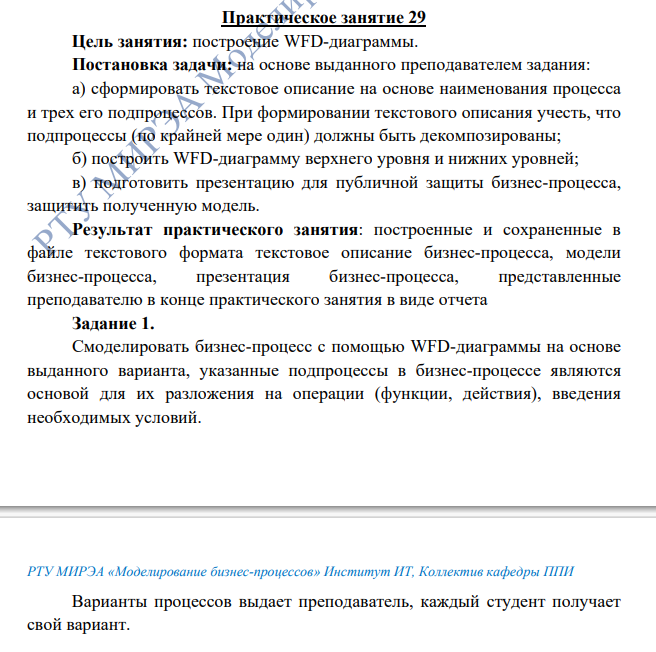 Практическое занятие 29
Цель занятия: построение WFD-диаграммы.
Постановка задачи: на основе выданного преподавателем задания:
а) сформировать текстовое описание на основе наименования процесса
и трех его подпроцессов. При формировании текстового описания учесть, что
подпроцессы (по крайней мере один) должны быть декомпозированы;
б) построить WFD-диаграмму верхнего уровня и нижних уровней;
в) подготовить презентацию для публичной защиты бизнес-процесса,
защитить полученную модель.
Результат практического занятия: построенные и сохраненные в
файле текстового формата текстовое описание бизнес-процесса, модели
бизнес-процесса, презентация бизнес-процесса, представленные
преподавателю в конце практического занятия в виде отчета
Задание 1.
Смоделировать бизнес-процесс с помощью WFD-диаграммы на основе
выданного варианта, указанные подпроцессы в бизнес-процессе являются
основой для их разложения на операции (функции, действия), введения
необходимых условий.
РТУ МИРЭА «Моделирование бизнес-процессов» Институт ИТ, Коллектив кафедры ППИ
Варианты процессов выдает преподаватель, каждый студент получает
свой вариант.
РТУ МИРЭА